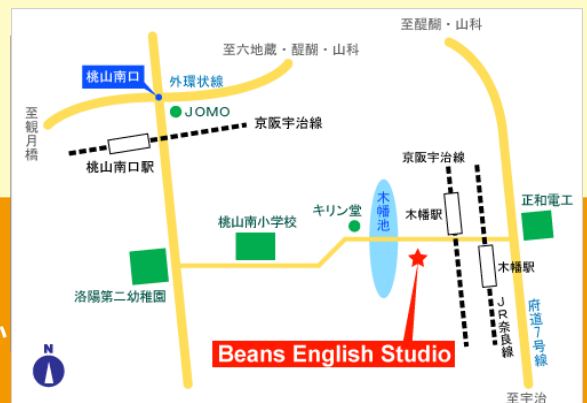 至醍醐・山科
至六地蔵・醍醐・山科
桃山南口
外環状線
JOMO
至観月橋
京阪宇治線
桃山南口駅
京阪宇治線
キリン堂
木幡池
木幡駅
正和電工
桃山南小学校
木幡駅
洛陽第二幼稚園
JR奈良線
府道7号線
Beans English Studio
N
い
至宇治